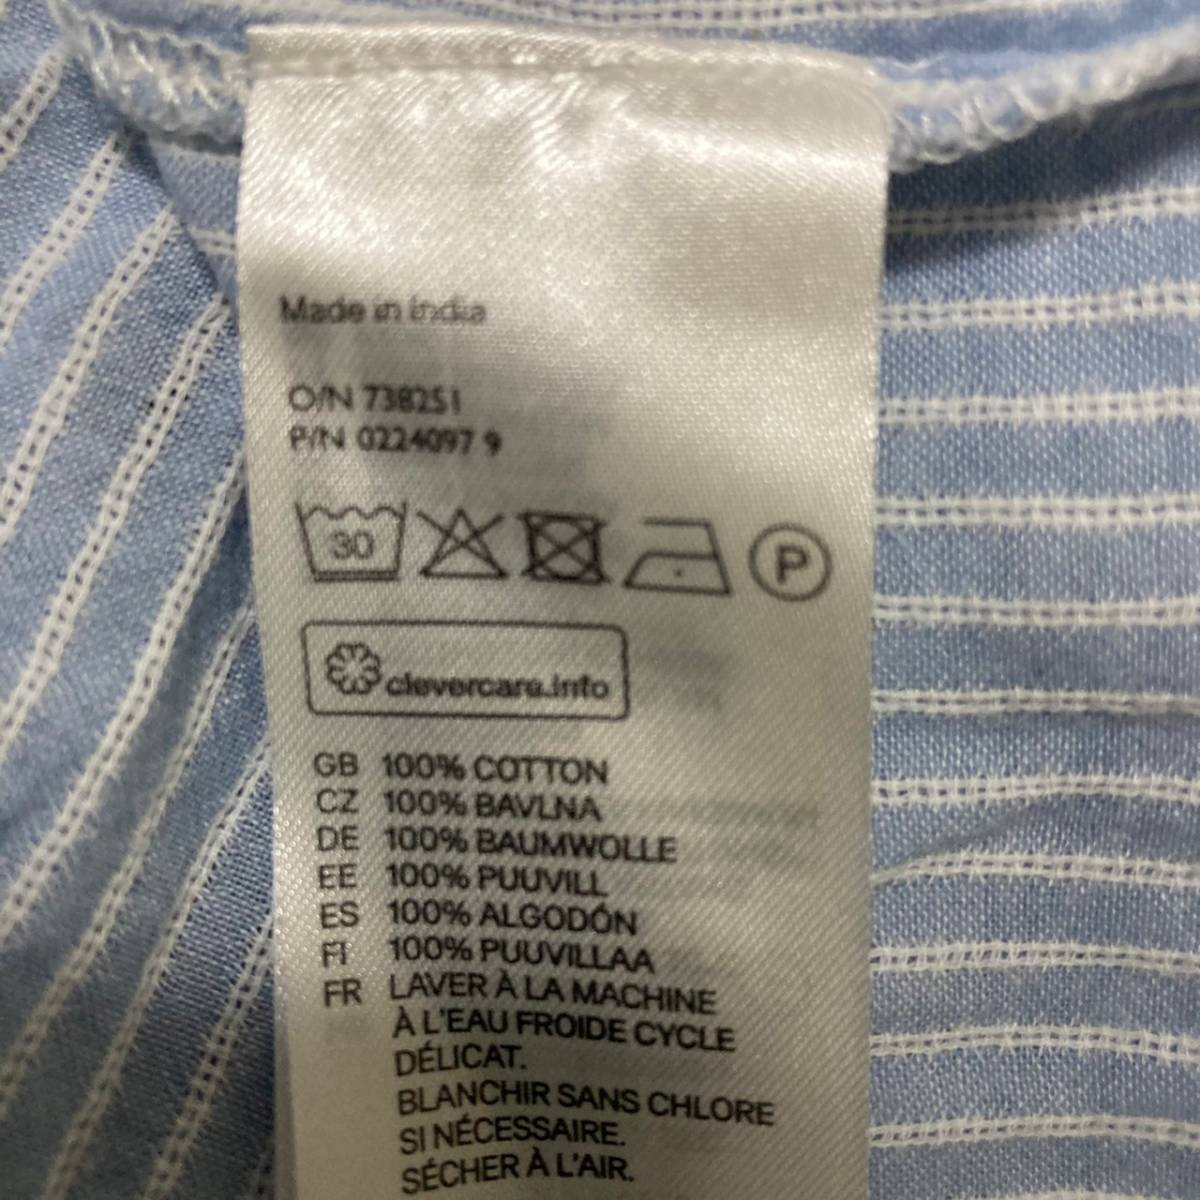 Made in India
O/N 738251
P/N 0224097 9
30
P
clevercare.info
GB 100% COTTON
CZ 100% BAVLNA
DE 100% BAUMWOLLE
EE 100% PUUVILL
ES 100% ALGODÓN
FI 100% PUUVILLAA
FR LAVER À LA MACHINE
À L'EAU FROIDE CYCLE
DÉLICAT.
BLANCHIR SANS CHLORE
SI NÉCESSAIRE.
SÉCHER À L'AIR.